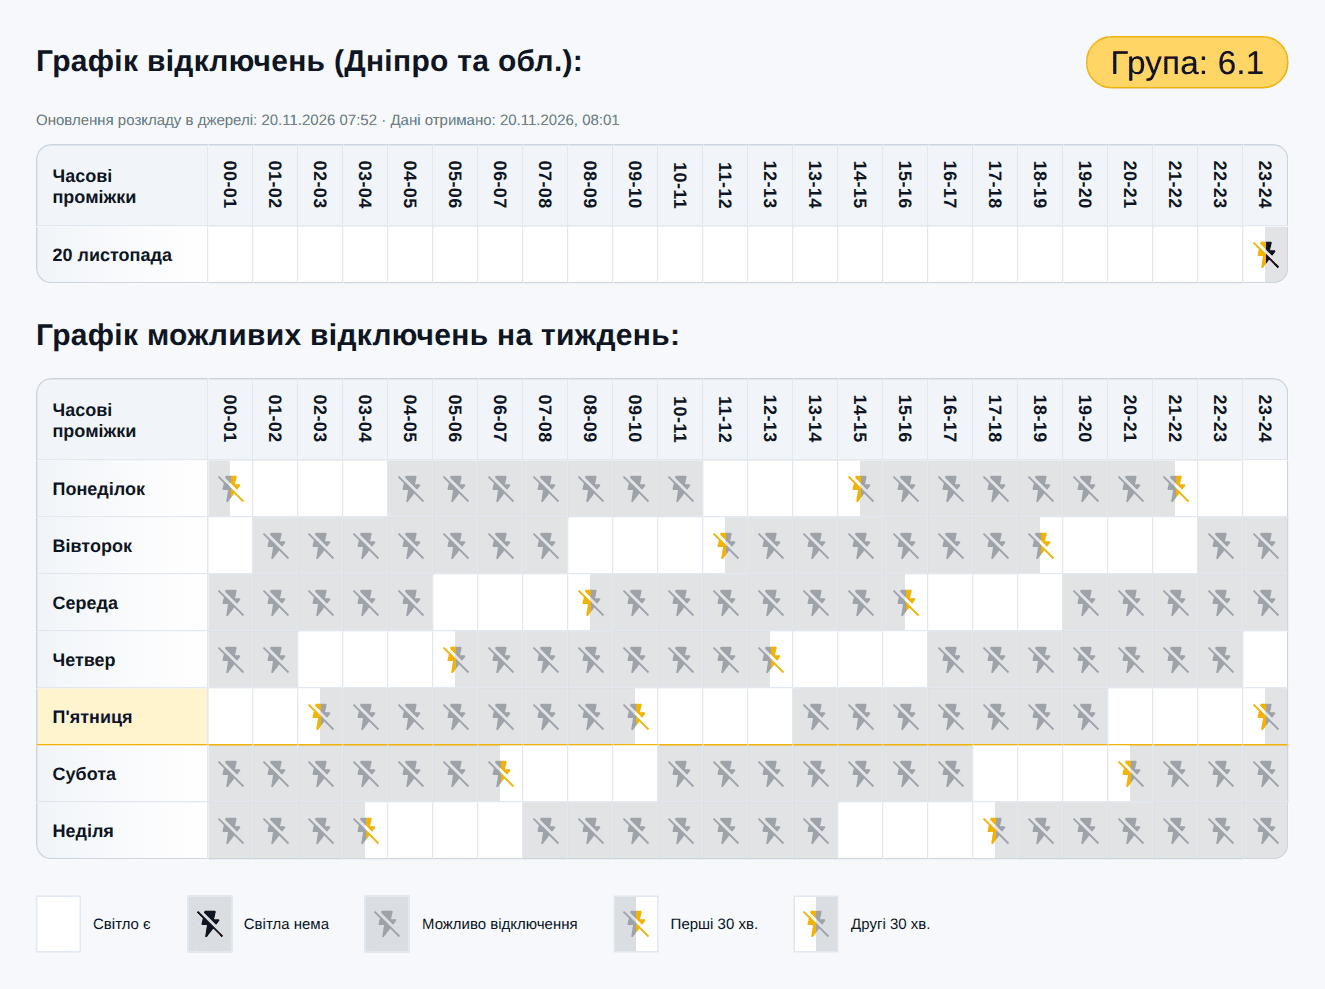 Графік відключень (Дніпро та обл.):
Група: 6.1
Оновлення розкладу в джерелі: 20.11.2026 07:52 · Дані отримано: 20.11.2026, 08:01
Часові
проміжки
00-01 01-02 02-03 03-04 04-05 05-06 06-07 07-08 08-09 09-10 10-11 11-12 12-13 13-14 14-15 15-16 16-17 17-18 18-19 19-20 20-21 21-22 22-23 23-24
20 листопада
Графік можливих відключень на тиждень:
Часові
проміжки
00-01 01-02 02-03 03-04 04-05 05-06 06-07 07-08 08-09 09-10 10-11 11-12 12-13 13-14 14-15 15-16 16-17 17-18 18-19 19-20 20-21 21-22 22-23 23-24
Понеділок
Вівторок
Середа
Четвер
П'ятниця
Субота
Неділя
Світло є
Світла нема
Можливо відключення
Перші 30 хв.
Другі 30 хв.